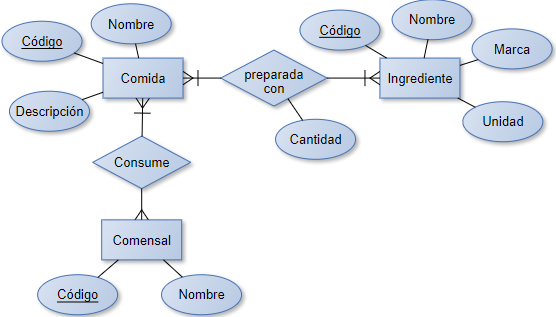 Código
Nombre
Comida
Descripción
preparada
con
Cantidad
Código
Nombre
Marca
Ingrediente
Unidad
Consume
Comensal
Código
Nombre